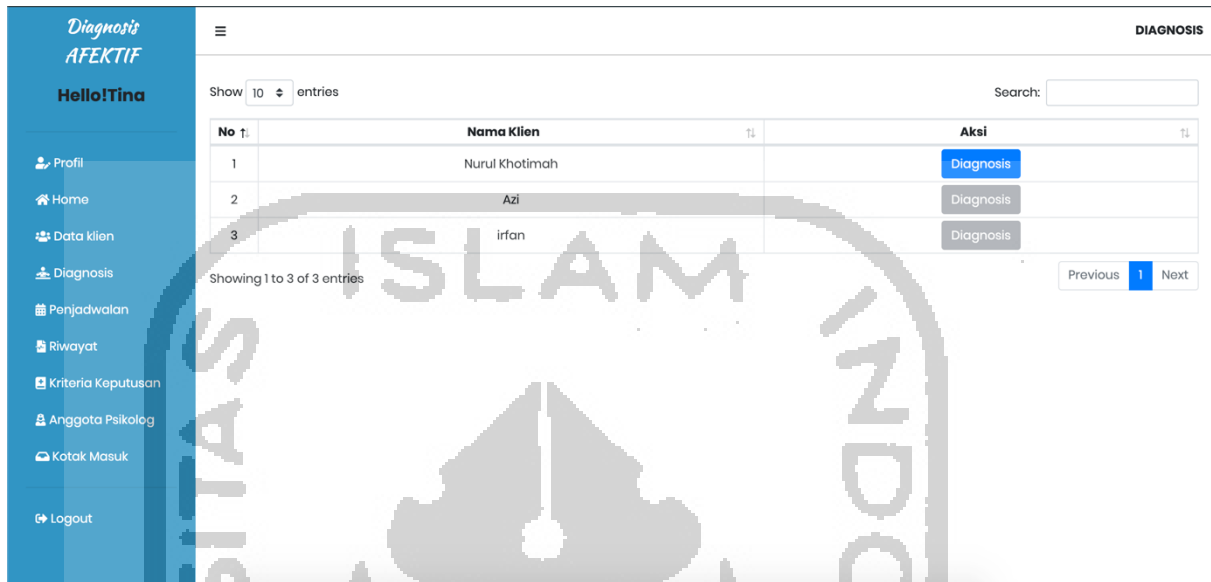 Diagnosis
AFEKTIF
Hello!Tina
Profil
Home
Data klien
Diagnosis
Penjadwalan
Riwayat
Kriteria Keputusan
Anggota Psikolog
Kotak Masuk
Logout
DIAGNOSIS
Show 10 entries Search:
No Nama Klien Aksi
1 Nurul Khotimah Diagnosis
2 Azi Diagnosis
3 irfan Diagnosis
Showing 1 to 3 of 3 entries Previous 1 Next
ISLAM